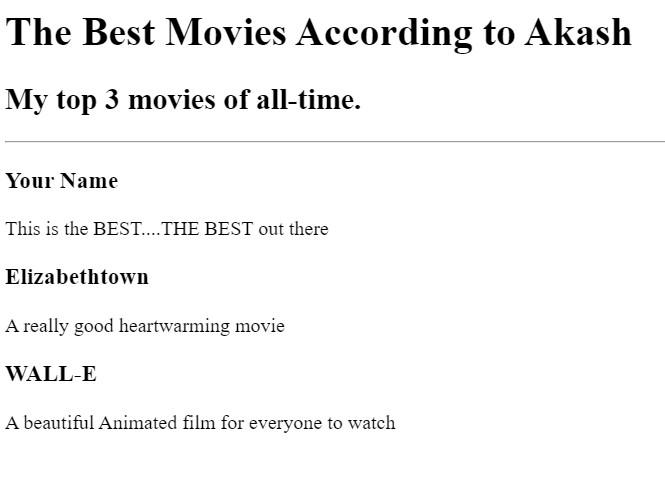 The Best Movies According to Akash
My top 3 movies of all-time.
Your Name
This is the BEST....THE BEST out there
Elizabethtown
A really good heartwarming movie
WALL-E
A beautiful Animated film for everyone to watch